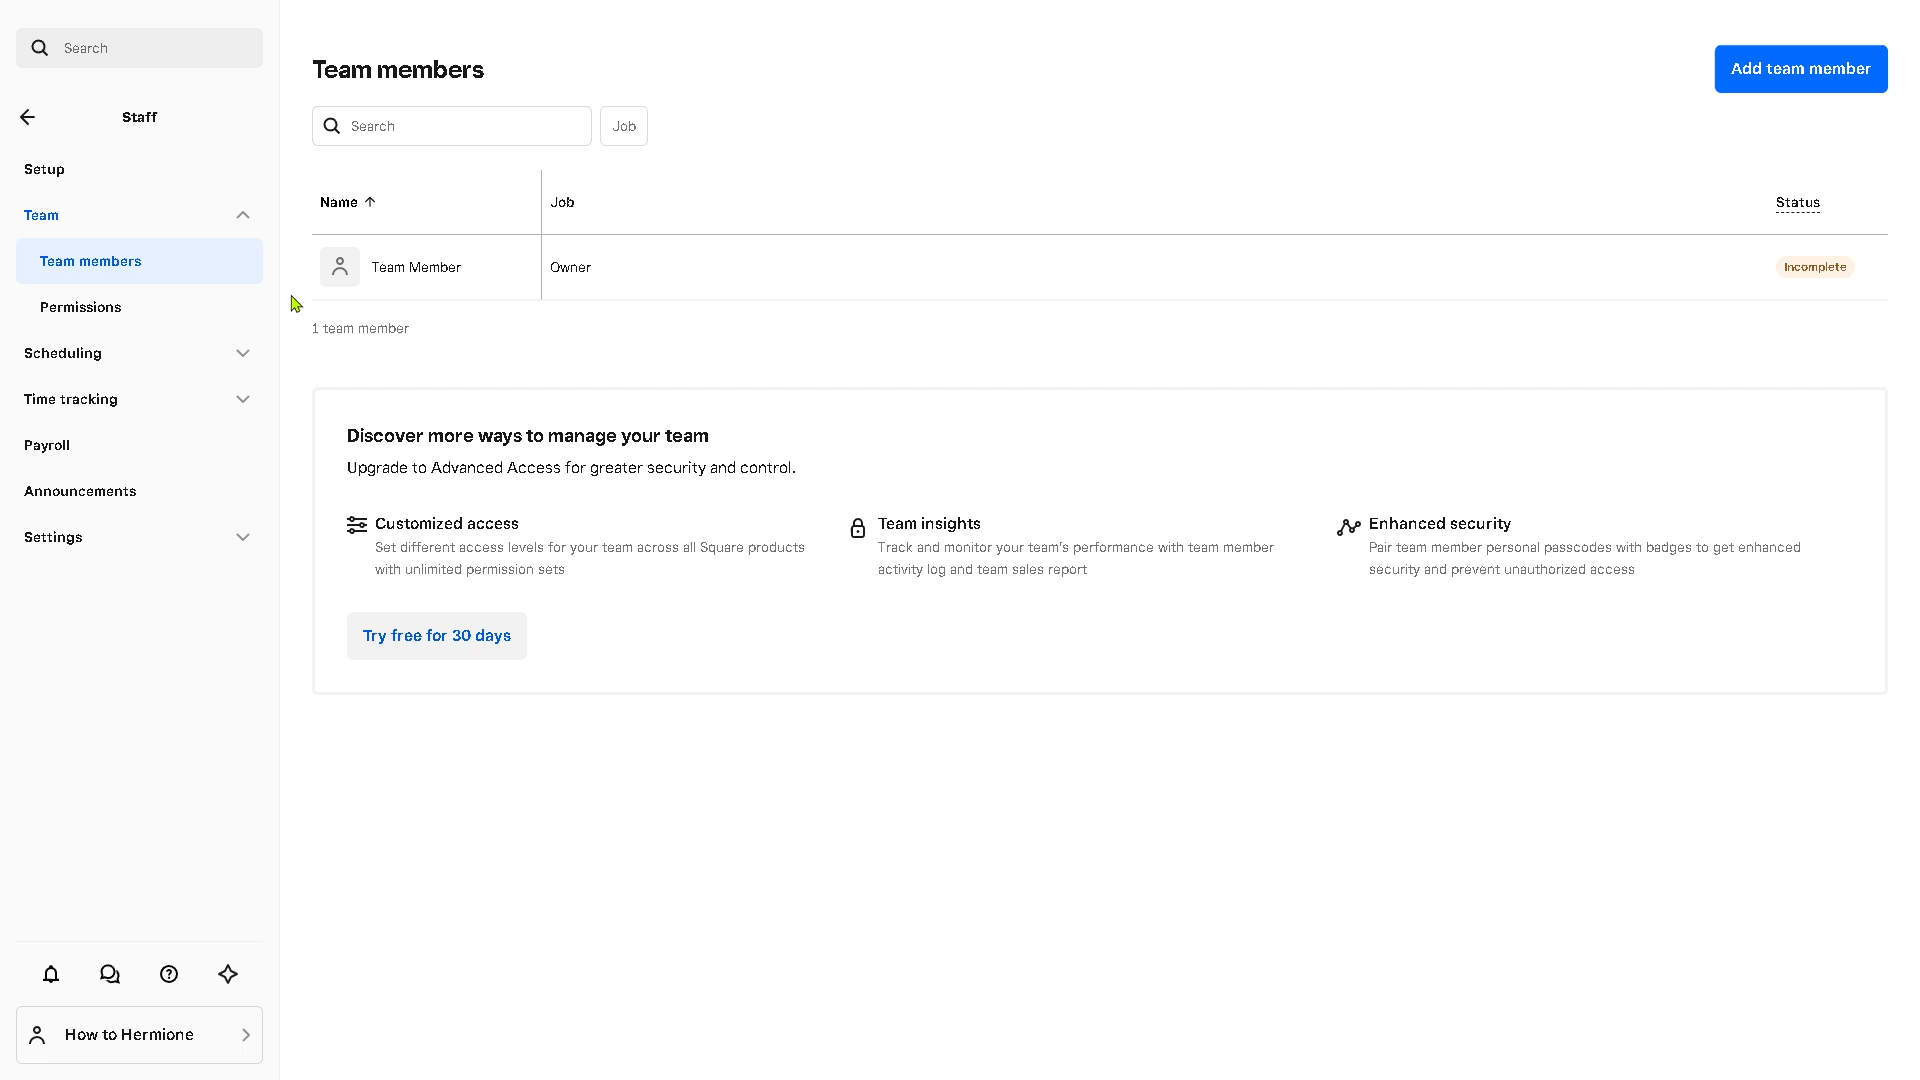 Search
Staff
Setup
Team
Team members
Permissions
Scheduling
Time tracking
Payroll
Announcements
Settings
How to Hermione
Team members
Add team member
Search
Job
Name
Job
Status
Team Member
Owner
Incomplete
1 team member
Discover more ways to manage your team
Upgrade to Advanced Access for greater security and control.
Customized access
Set different access levels for your team across all Square products
with unlimited permission sets
Team insights
Track and monitor your team's performance with team member
activity log and team sales report
Enhanced security
Pair team member personal passcodes with badges to get enhanced
security and prevent unauthorized access
Try free for 30 days